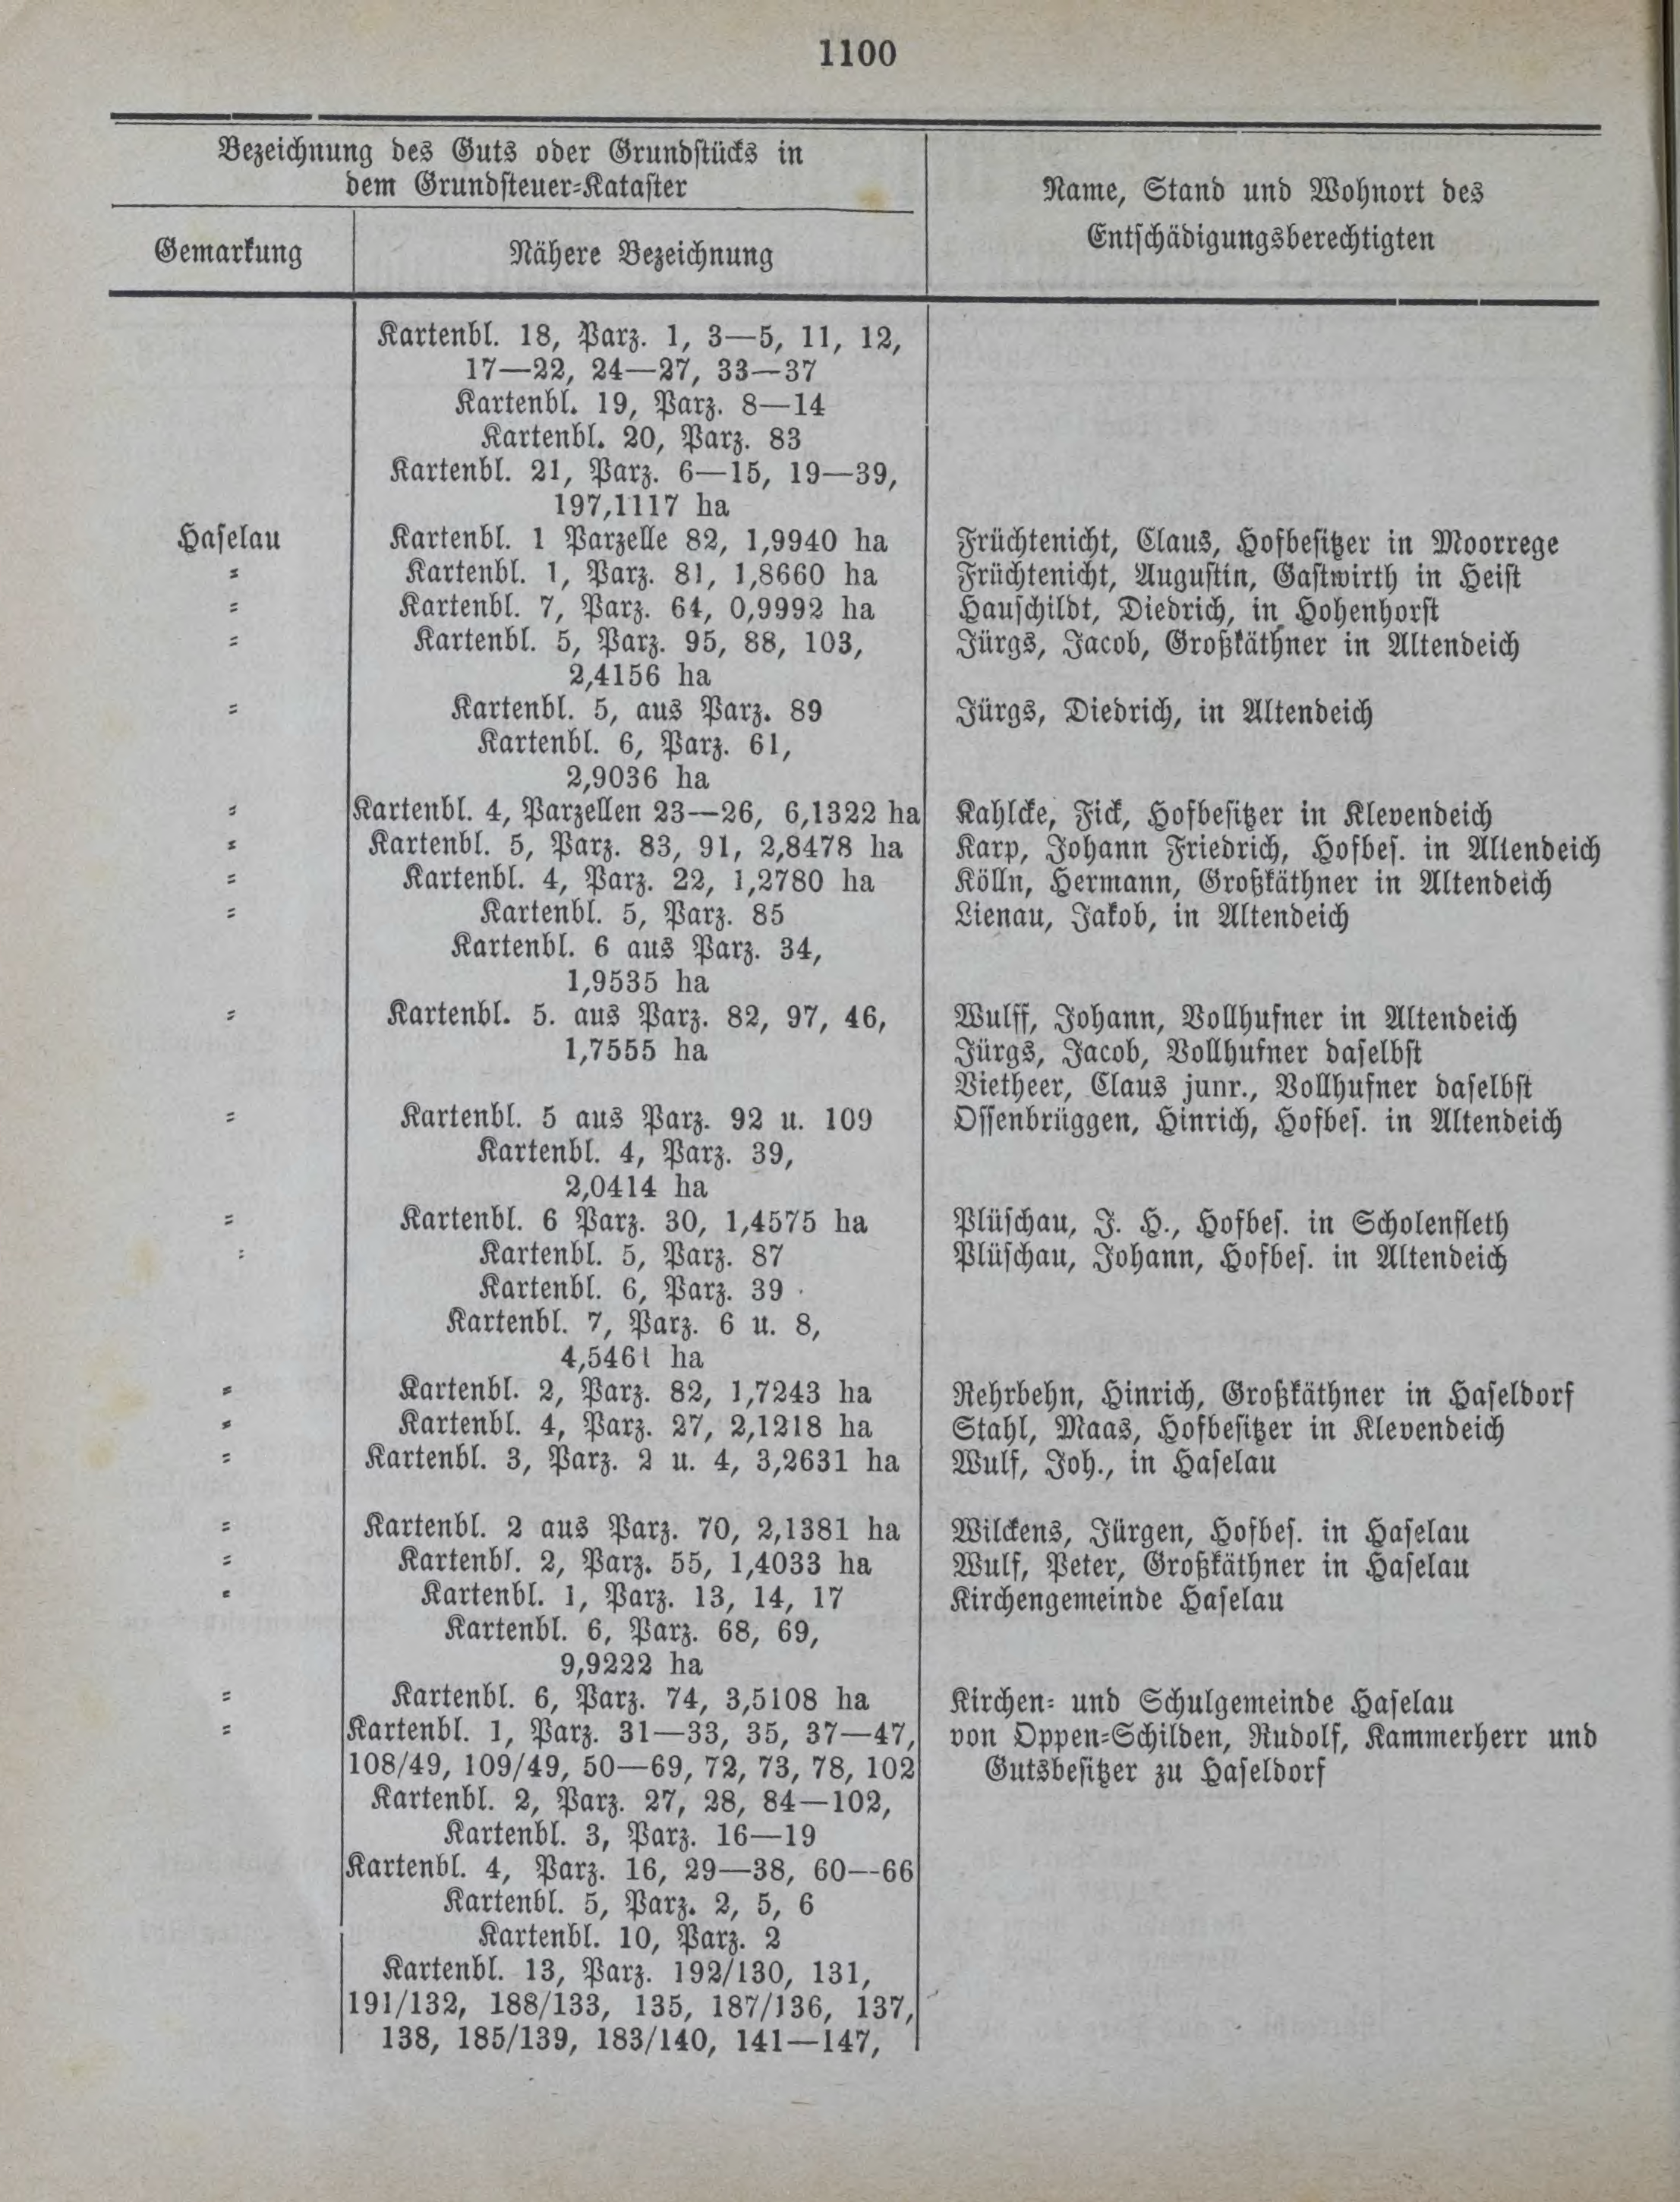 1100
Bezeichnung des Guts oder Grundstücks in
dem Grundsteuer-Kataster
Name, Stand und Wohnort des
Entschädigungsberechtigten
Gemarkung Nähere Bezeichnung
Kartenbl. 18, Parz. 1, 3—5, 11, 12,
17—22, 24—27, 33—37
Kartenbl. 19, Parz. 8—14
Kartenbl. 20, Parz. 83
Kartenbl. 21, Parz. 6—15, 19—39,
197,1117 ha
Haselau Kartenbl. 1 Parzelle 82, 1,9940 ha Früchtenicht, Claus, Hofbesitzer in Moorrege
= Kartenbl. 1, Parz. 81, 1,8660 ha Früchtenicht, Augustin, Gastwirth in Heist
= Kartenbl. 7, Parz. 64, 0,9992 ha Hauschildt, Diedrich, in Hohenhorst
= Kartenbl. 5, Parz. 95, 88, 103, Jürgs, Jacob, Großkäthner in Altendeich
2,4156 ha
= Kartenbl. 5, aus Parz. 89 Jürgs, Diedrich, in Altendeich
Kartenbl. 6, Parz. 61,
2,9036 ha
= Kartenbl. 4, Parzellen 23—26, 6,1322 ha Kahlcke, Fick, Hofbesitzer in Klevendeich
= Kartenbl. 5, Parz. 83, 91, 2,8478 ha Karp, Johann Friedrich, Hofbes. in Altendeich
= Kartenbl. 4, Parz. 22, 1,2780 ha Kölln, Hermann, Großkäthner in Altendeich
= Kartenbl. 5, Parz. 85 Lienau, Jakob, in Altendeich
Kartenbl. 6 aus Parz. 34,
1,9535 ha
= Kartenbl. 5. aus Parz. 82, 97, 46, Wulff, Johann, Vollhufner in Altendeich
1,7555 ha Jürgs, Jacob, Vollhufner daselbst
Vietheer, Claus junr., Vollhufner daselbst
= Kartenbl. 5 aus Parz. 92 u. 109 Ossenbrüggen, Hinrich, Hofbes. in Altendeich
Kartenbl. 4, Parz. 39,
2,0414 ha
= Kartenbl. 6 Parz. 30, 1,4575 ha Plüschau, J. H., Hofbes. in Scholenfleth
= Kartenbl. 5, Parz. 87 Plüschau, Johann, Hofbes. in Altendeich
Kartenbl. 6, Parz. 39
Kartenbl. 7, Parz. 6 u. 8,
4,5461 ha
= Kartenbl. 2, Parz. 82, 1,7243 ha Rehrbehn, Hinrich, Großkäthner in Haseldorf
= Kartenbl. 4, Parz. 27, 2,1218 ha Stahl, Maas, Hofbesitzer in Klevendeich
= Kartenbl. 3, Parz. 2 u. 4, 3,2631 ha Wulf, Joh., in Haselau
= Kartenbl. 2 aus Parz. 70, 2,1381 ha Wilckens, Jürgen, Hofbes. in Haselau
= Kartenbl. 2, Parz. 55, 1,4033 ha Wulf, Peter, Großkäthner in Haselau
= Kartenbl. 1, Parz. 13, 14, 17 Kirchengemeinde Haselau
Kartenbl. 6, Parz. 68, 69,
9,9222 ha
= Kartenbl. 6, Parz. 74, 3,5108 ha Kirchen- und Schulgemeinde Haselau
= Kartenbl. 1, Parz. 31—33, 35, 37—47, von Oppen-Schilden, Rudolf, Kammerherr und
108/49, 109/49, 50—69, 72, 73, 78, 102 Gutsbesitzer zu Haseldorf
Kartenbl. 2, Parz. 27, 28, 84—102,
Kartenbl. 3, Parz. 16—19
Kartenbl. 4, Parz. 16, 29—38, 60—66
Kartenbl. 5, Parz. 2, 5, 6
Kartenbl. 10, Parz. 2
Kartenbl. 13, Parz. 192/130, 131,
191/132, 188/133, 135, 187/136, 137,
138, 185/139, 183/140, 141—147,